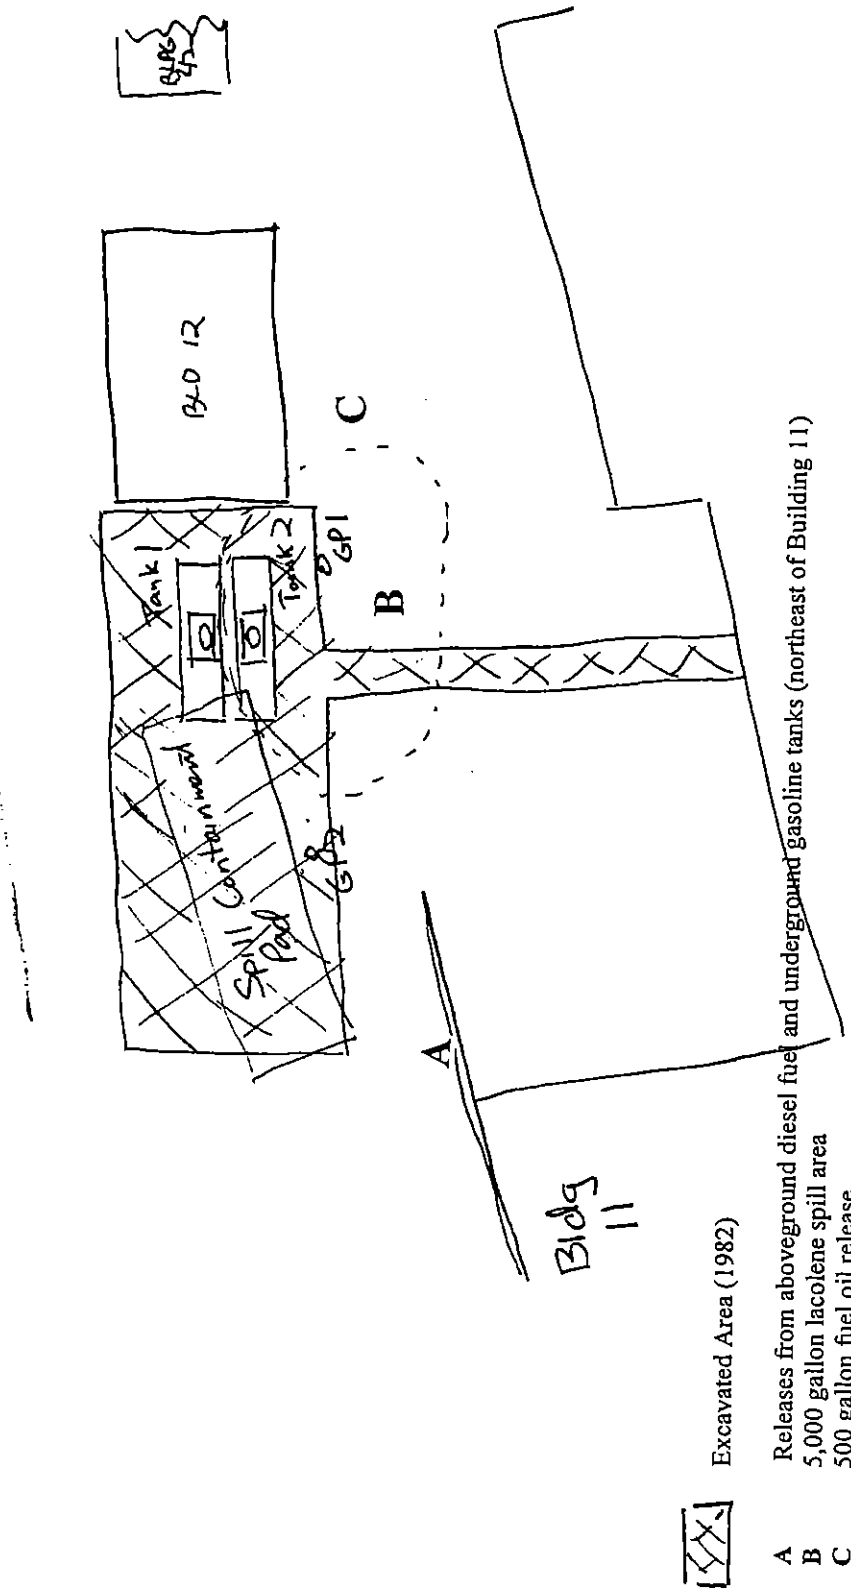 BLDG 42
BLD 12
Tank 1
Tank 2
C
GP1
B
Spill Containment
Pad
GP2
A
Bldg
11
Excavated Area (1982)
A Releases from aboveground diesel fuel and underground gasoline tanks (northeast of Building 11)
B 5,000 gallon lacolene spill area
C 500 gallon fuel oil release